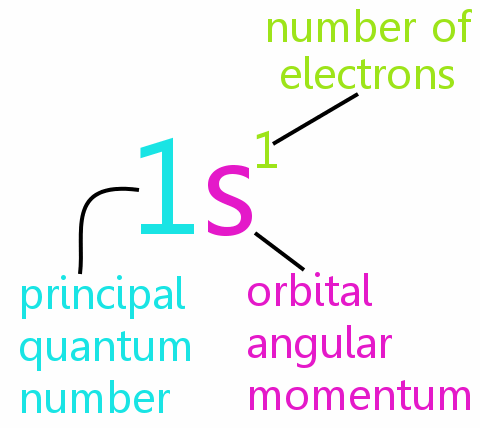 number of
electrons
1s1
principal
quantum
number
orbital
angular
momentum